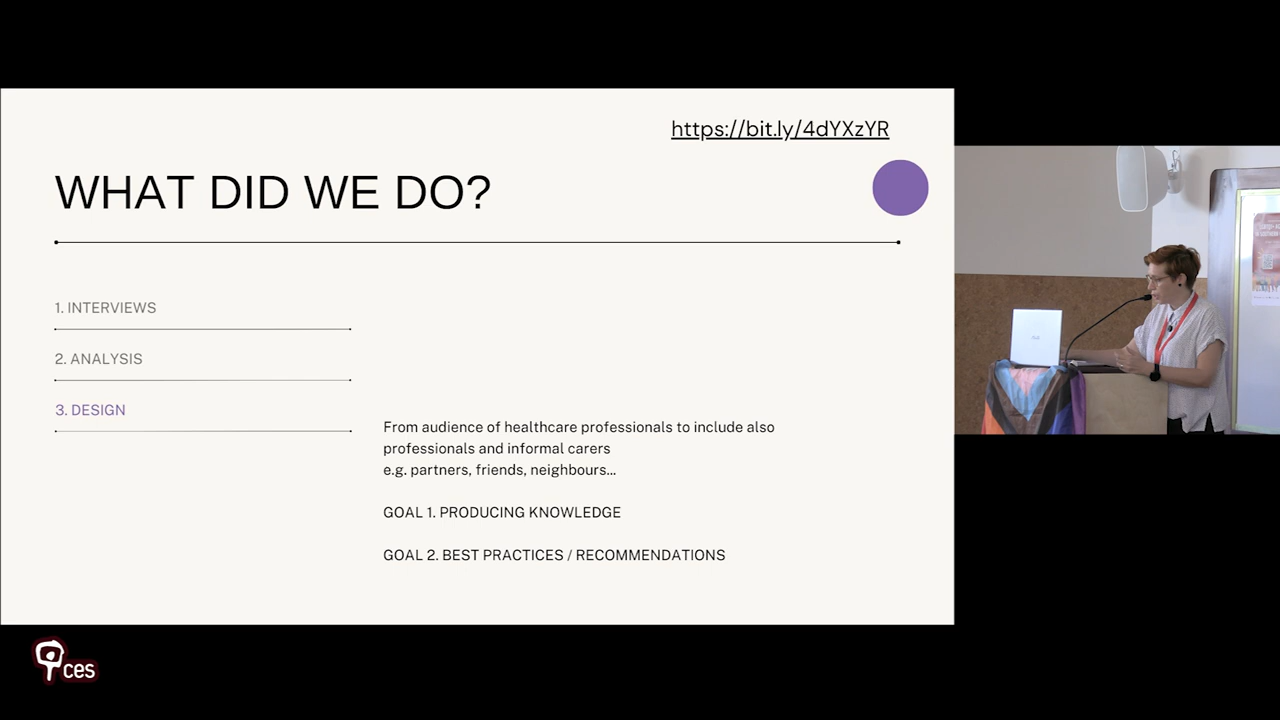 https://bit.ly/4dYXzYR
WHAT DID WE DO?
1. INTERVIEWS
2. ANALYSIS
3. DESIGN
From audience of healthcare professionals to include also
professionals and informal carers
e.g. partners, friends, neighbours...
GOAL 1. PRODUCING KNOWLEDGE
GOAL 2. BEST PRACTICES / RECOMMENDATIONS
ces